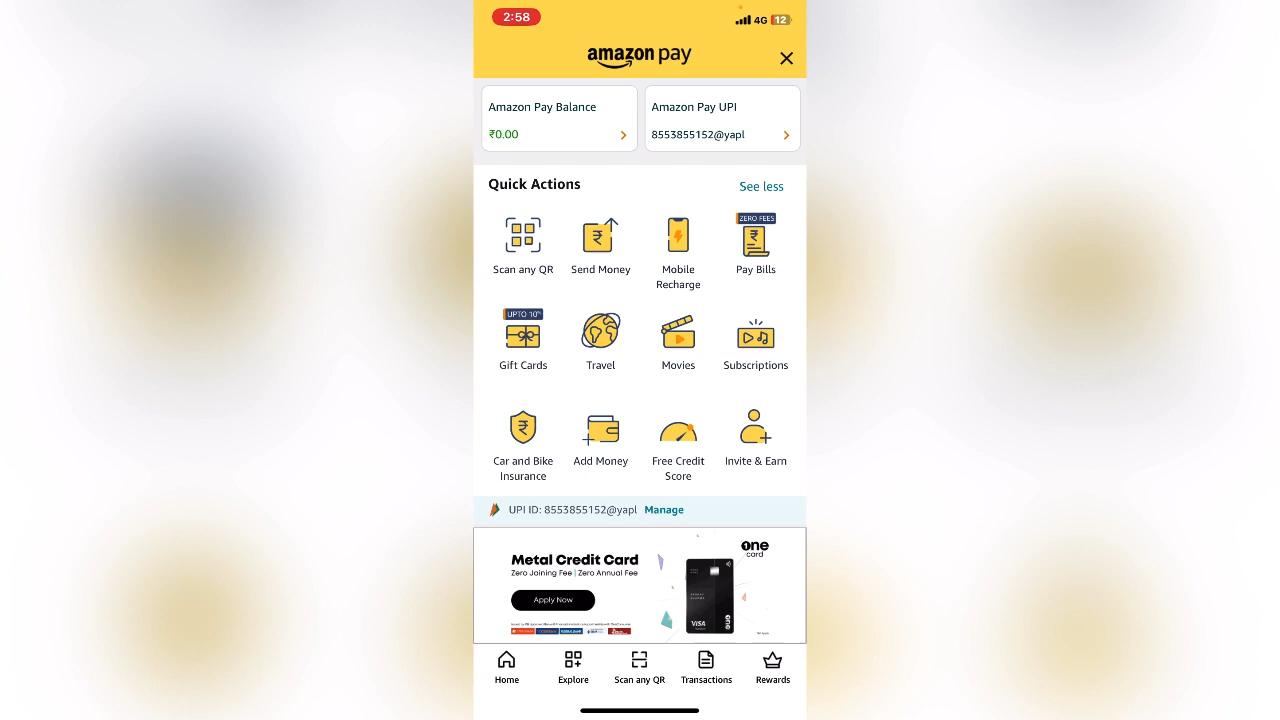 2:58
4G 12
amazon pay
Amazon Pay Balance
₹0.00
Amazon Pay UPI
8553855152@yapl
Quick Actions
See less
Scan any QR
Send Money
Mobile Recharge
ZERO FEES
Pay Bills
UPTO 10%
Gift Cards
Travel
Movies
Subscriptions
Car and Bike Insurance
Add Money
Free Credit Score
Invite & Earn
UPI ID: 8553855152@yapl Manage
Metal Credit Card
Zero Joining Fee | Zero Annual Fee
Apply Now
one card
VISA
one
Home
Explore
Scan any QR
Transactions
Rewards